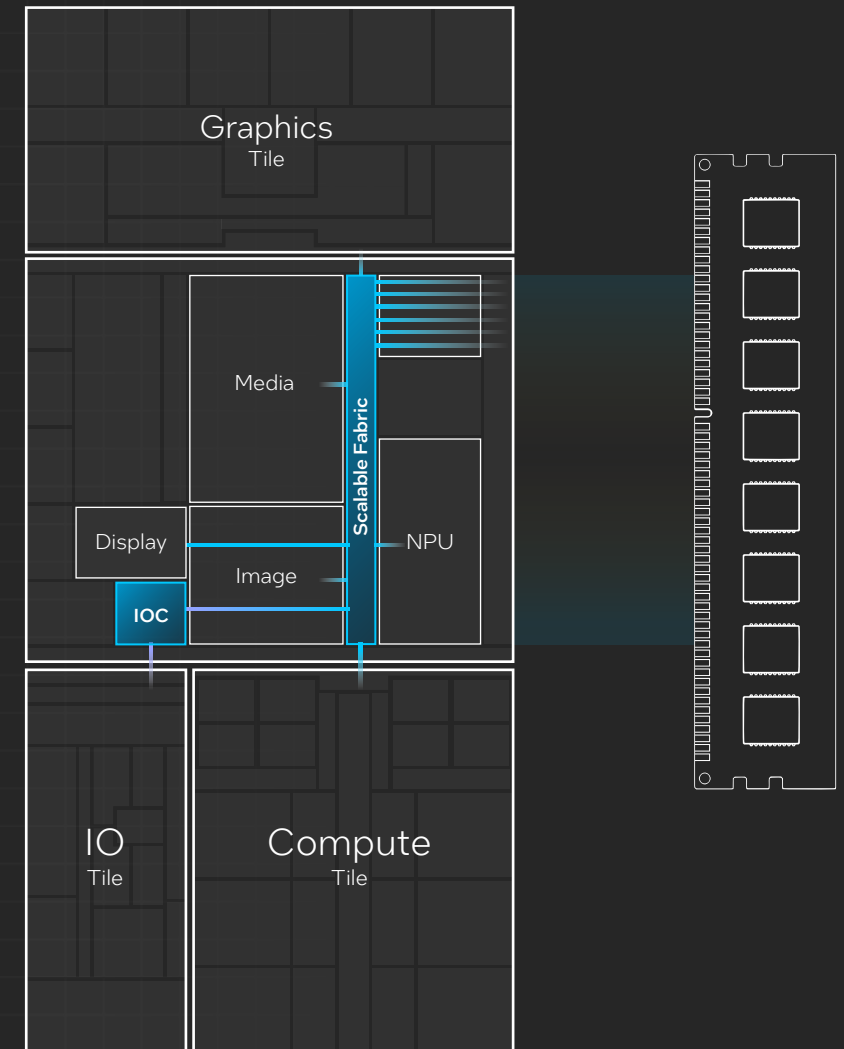 Graphics
Tile
Media
Scalable Fabric
Display
NPU
Image
IOC
IO
Tile
Compute
Tile